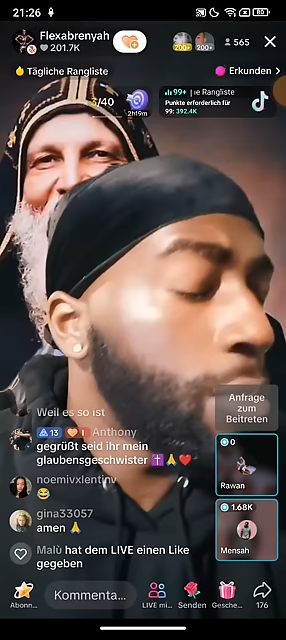 21:26
80
Flexabrenyah
201.7K
200+
200+
565
Tägliche Rangliste
Erkunden >
3/40
2h19m
99+ | ie Rangliste
Punkte erforderlich für
99: 392.4K
Weil es so ist
13 1 Anthony
gegrüßt seid ihr mein
glaubensgeschwister ✝️🙏❤️
noemivxlentinv
😂
gina33057
amen 🙏
Malù hat dem LIVE einen Like
gegeben
Anfrage
zum
Beitreten
0
Rawan
1.68K
Mensah
Kommenta...
Abonn...
LIVE mi...
Senden
Gesche...
176